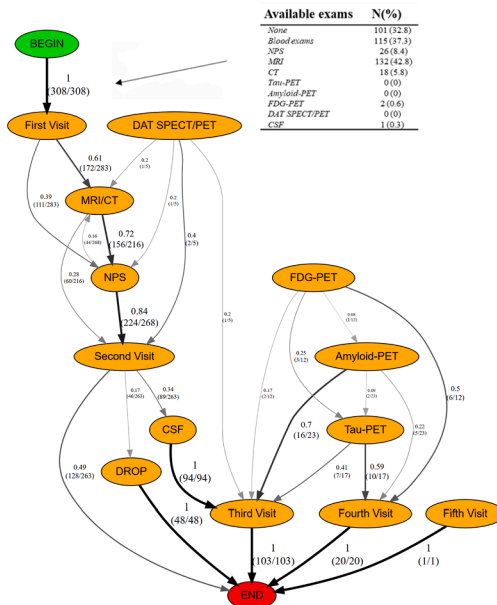 Available exams N(%)
None 101 (32.8)
Blood exams 115 (37.3)
NPS 26 (8.4)
MRI 132 (42.8)
CT 18 (5.8)
Tau-PET 0 (0)
Amyloid-PET 0 (0)
FDG-PET 2 (0.6)
DAT SPECT/PET 0 (0)
CSF 1 (0.3)
BEGIN
1
(308/308)
First Visit
DAT SPECT/PET
0.61
(172/283)
0.2
(1/5)
0.39
(111/283)
0.2
(1/5)
MRI/CT
0.72
(156/216)
0.16
(44/268)
0.4
(2/5)
0.28
(60/216)
NPS
FDG-PET
0.84
(224/268)
0.2
(1/5)
0.08
(1/12)
Second Visit
Amyloid-PET
0.25
(3/12)
0.09
(2/23)
0.5
(6/12)
0.17
(46/263)
0.34
(89/263)
0.17
(2/12)
0.7
(16/23)
0.22
(5/23)
CSF
Tau-PET
0.49
(128/263)
DROP
1
(94/94)
0.41
(7/17)
0.59
(10/17)
1
(48/48)
Third Visit
Fourth Visit
Fifth Visit
1
(103/103)
1
(20/20)
1
(1/1)
END